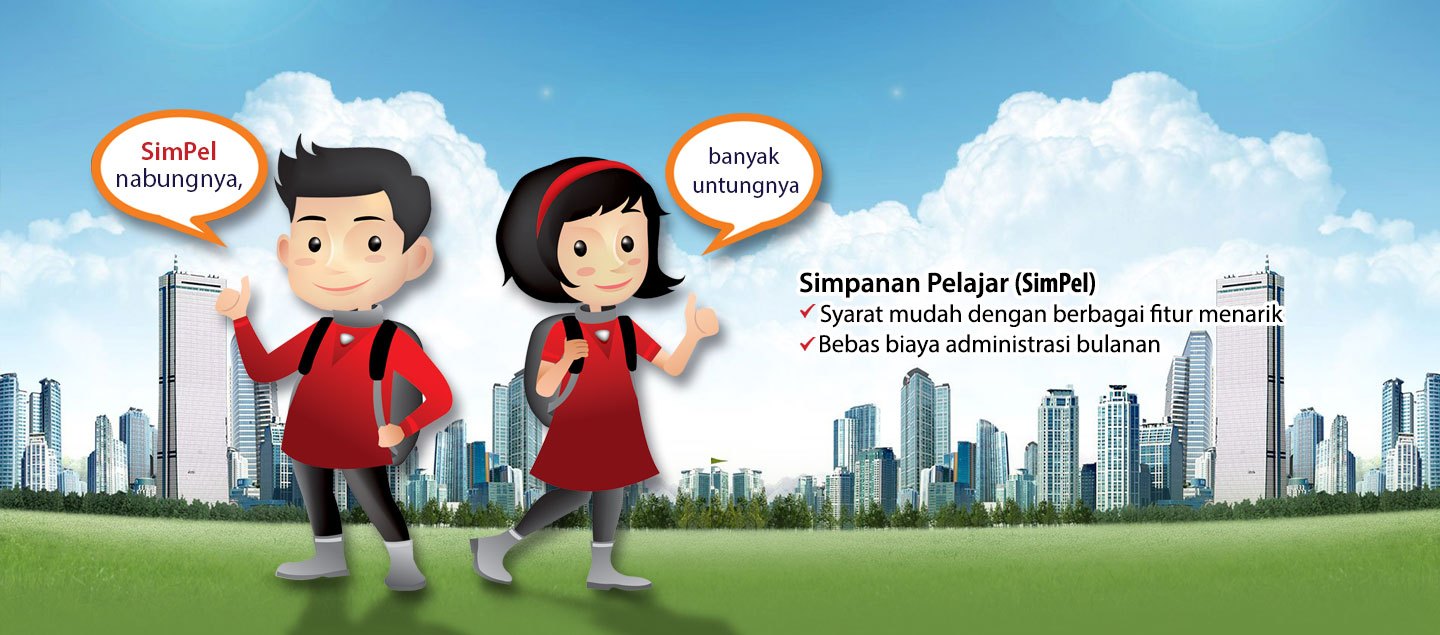 SimPel
nabungnya,
banyak
untungnya
Simpanan Pelajar (SimPel)
Syarat mudah dengan berbagai fitur menarik
Bebas biaya administrasi bulanan